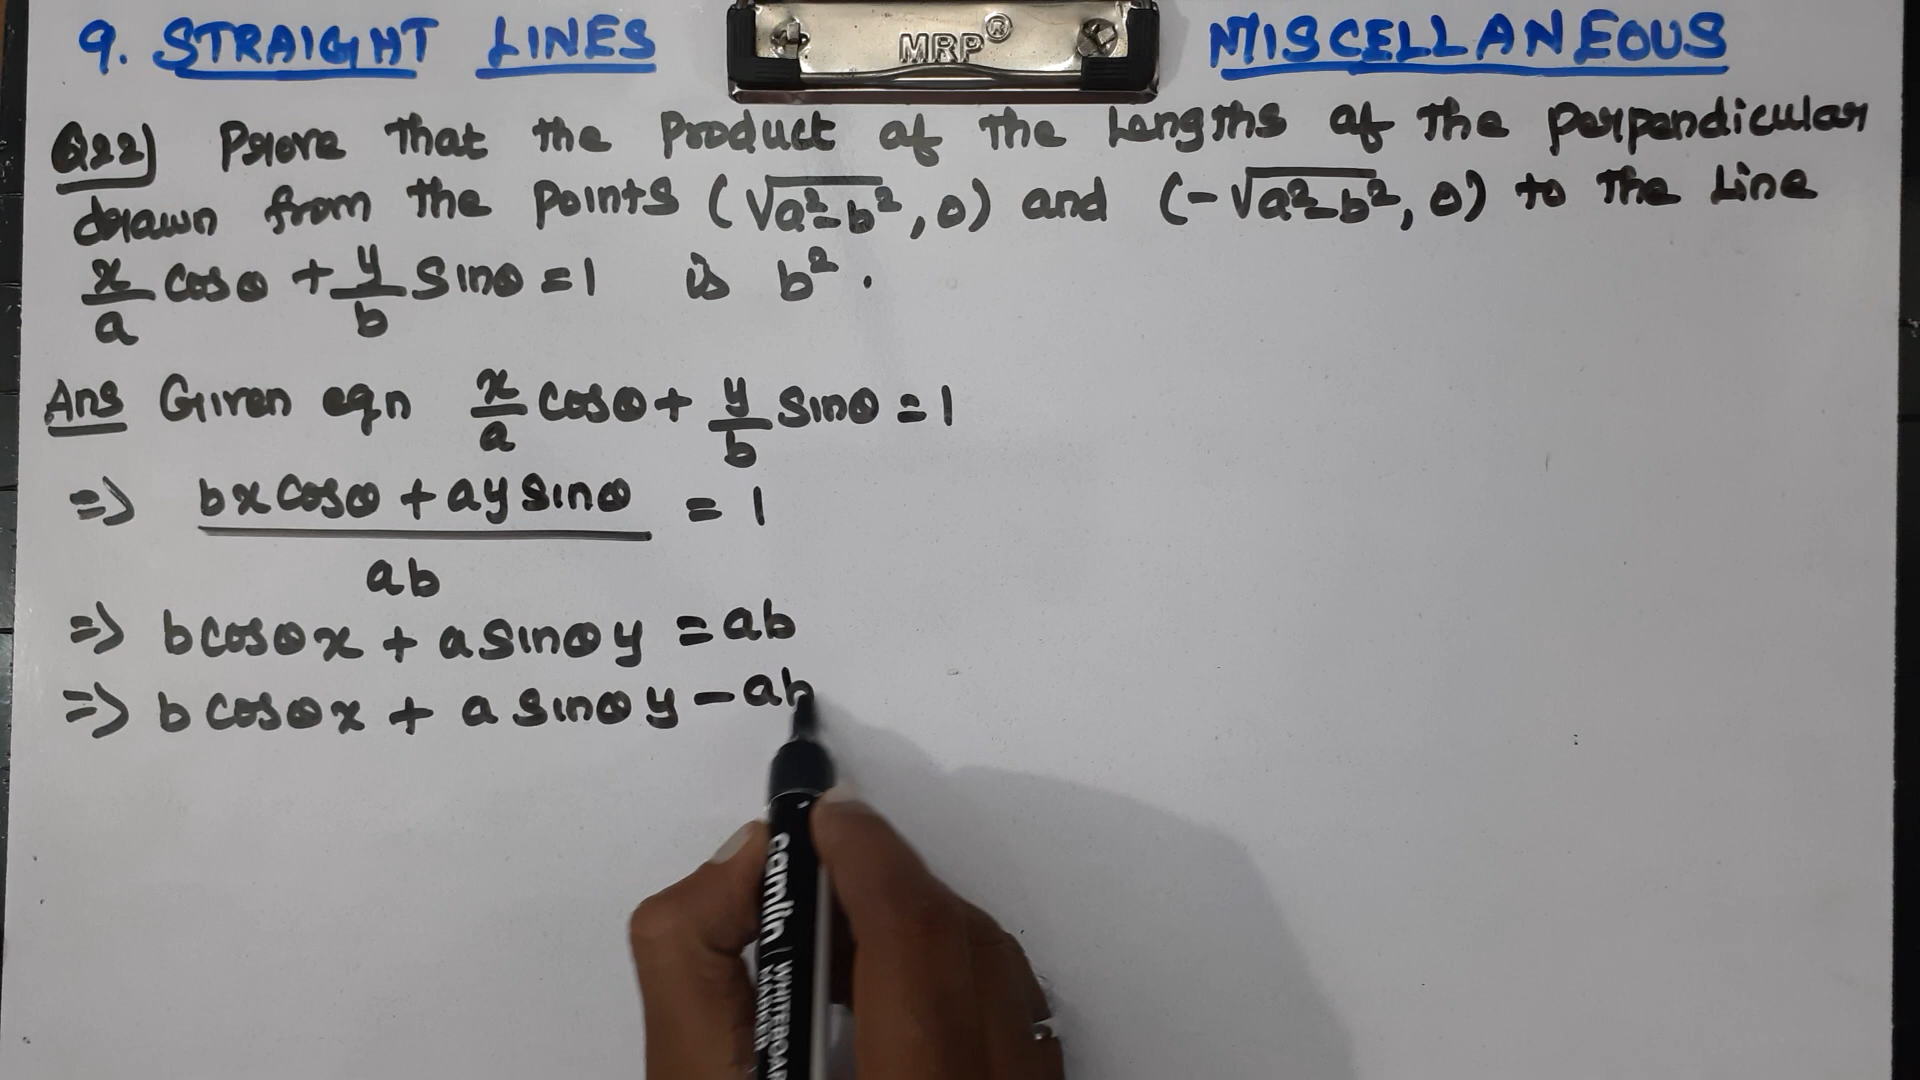 9. STRAIGHT LINES
MRP®
MISCELLANEOUS
Q22) Prove that the Product of the Lengths of the perpendicular
drawn from the points (√a²-b², 0) and (-√a²-b², 0) to the Line
x/a cosθ + y/b sinθ = 1 is b².
Ans Given eqn x/a cosθ + y/b sinθ = 1
=> bx cosθ + ay sinθ / ab = 1
=> b cosθ x + a sinθ y = ab
=> b cosθ x + a sinθ y - ab
camlin | WHITEBOARD MARKER